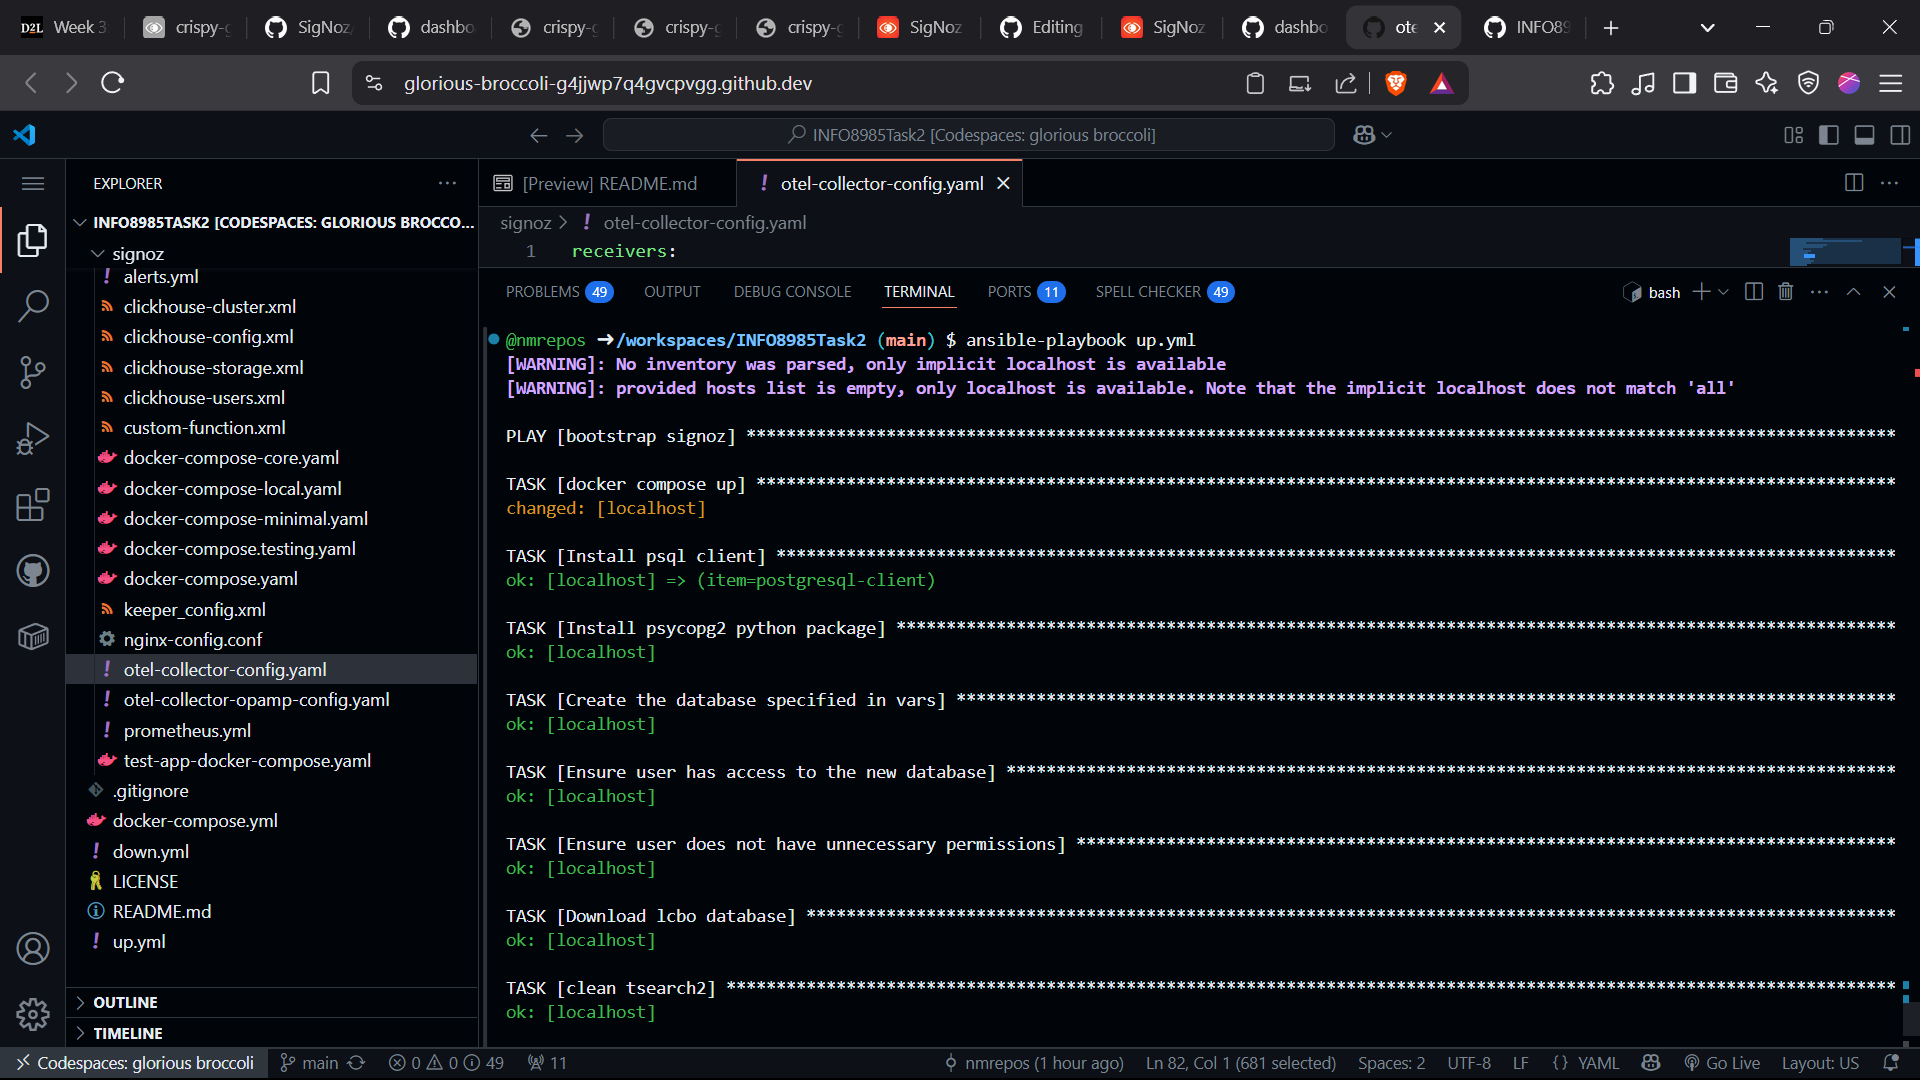 D2L Week 3
crispy-g
SigNoz/
dashbo
crispy-g
crispy-g
crispy-g
SigNoz
Editing
SigNoz
dashbo
ote
INFO89
glorious-broccoli-g4jjwp7q4gvcpvgg.github.dev
INFO8985Task2 [Codespaces: glorious broccoli]
EXPLORER
INFO8985TASK2 [CODESPACES: GLORIOUS BROCCO...
signoz
alerts.yml
clickhouse-cluster.xml
clickhouse-config.xml
clickhouse-storage.xml
clickhouse-users.xml
custom-function.xml
docker-compose-core.yaml
docker-compose-local.yaml
docker-compose-minimal.yaml
docker-compose.testing.yaml
docker-compose.yaml
keeper_config.xml
nginx-config.conf
otel-collector-config.yaml
otel-collector-opamp-config.yaml
prometheus.yml
test-app-docker-compose.yaml
.gitignore
docker-compose.yml
down.yml
LICENSE
README.md
up.yml
OUTLINE
TIMELINE
[Preview] README.md
otel-collector-config.yaml
signoz > ! otel-collector-config.yaml
1 receivers:
PROBLEMS 49 OUTPUT DEBUG CONSOLE TERMINAL PORTS 11 SPELL CHECKER 49
bash
@nmrepos ➜ /workspaces/INFO8985Task2 (main) $ ansible-playbook up.yml
[WARNING]: No inventory was parsed, only implicit localhost is available
[WARNING]: provided hosts list is empty, only localhost is available. Note that the implicit localhost does not match 'all'
PLAY [bootstrap signoz] *******************************************************************************************************************
TASK [docker compose up] ******************************************************************************************************************
changed: [localhost]
TASK [Install psql client] ****************************************************************************************************************
ok: [localhost] => (item=postgresql-client)
TASK [Install psycopg2 python package] ****************************************************************************************************
ok: [localhost]
TASK [Create the database specified in vars] **********************************************************************************************
ok: [localhost]
TASK [Ensure user has access to the new database] *****************************************************************************************
ok: [localhost]
TASK [Ensure user does not have unnecessary permissions] **********************************************************************************
ok: [localhost]
TASK [Download lcbo database] *************************************************************************************************************
ok: [localhost]
TASK [clean tsearch2] *********************************************************************************************************************
ok: [localhost]
Codespaces: glorious broccoli main 0 0 49 11 nmrepos (1 hour ago) Ln 82, Col 1 (681 selected) Spaces: 2 UTF-8 LF {} YAML Go Live Layout: US